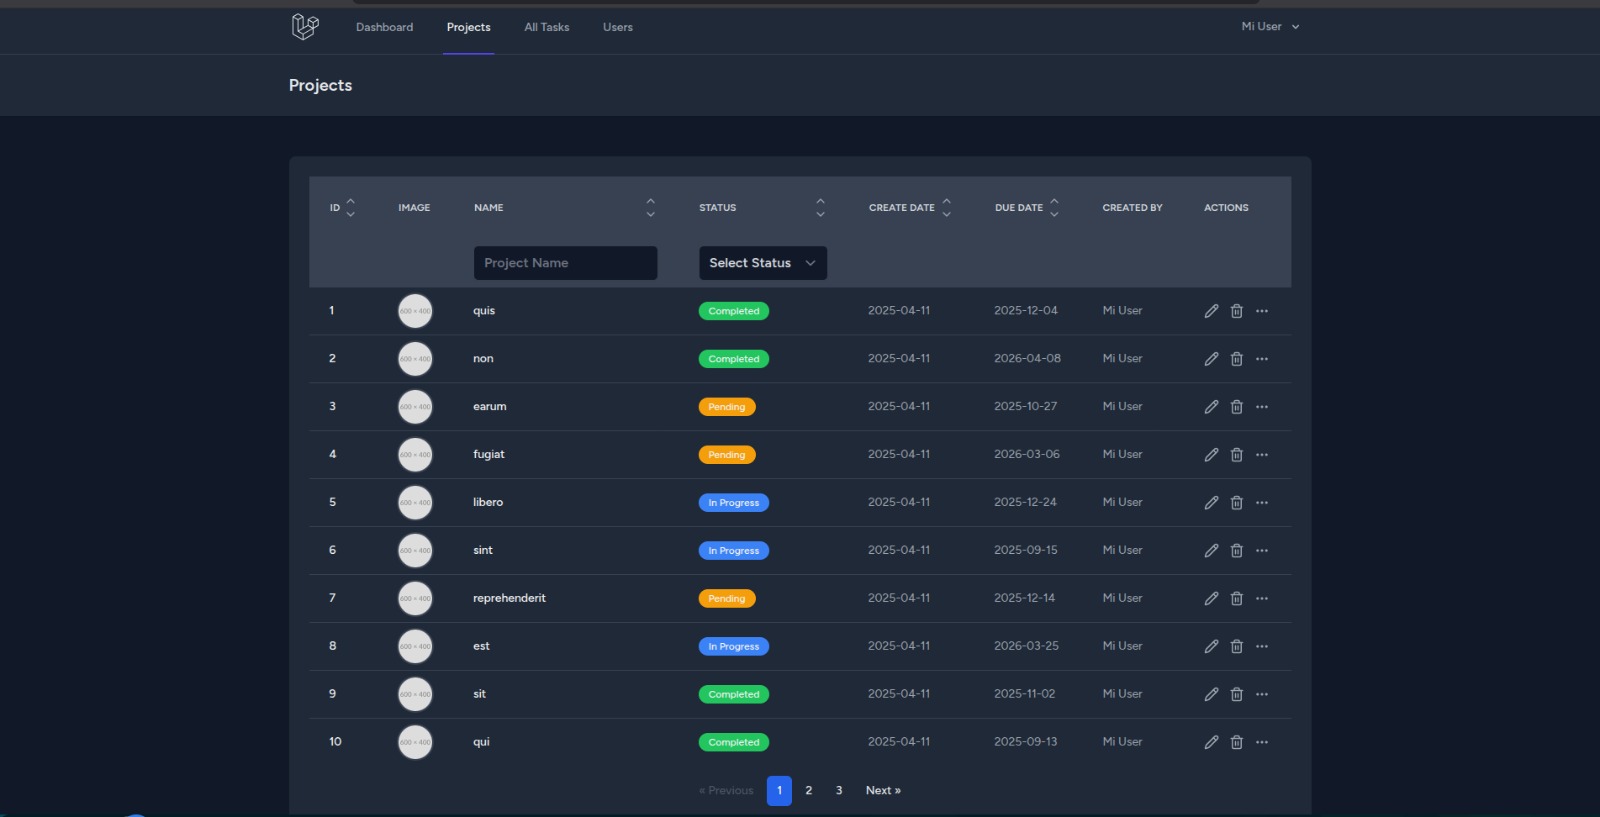 Dashboard Projects All Tasks Users Mi User
Projects
ID IMAGE NAME STATUS CREATE DATE DUE DATE CREATED BY ACTIONS
Project Name Select Status
1 600 × 400 quis Completed 2025-04-11 2025-12-04 Mi User
2 600 × 400 non Completed 2025-04-11 2026-04-08 Mi User
3 600 × 400 earum Pending 2025-04-11 2025-10-27 Mi User
4 600 × 400 fugiat Pending 2025-04-11 2026-03-06 Mi User
5 600 × 400 libero In Progress 2025-04-11 2025-12-24 Mi User
6 600 × 400 sint In Progress 2025-04-11 2025-09-15 Mi User
7 600 × 400 reprehenderit Pending 2025-04-11 2025-12-14 Mi User
8 600 × 400 est In Progress 2025-04-11 2026-03-25 Mi User
9 600 × 400 sit Completed 2025-04-11 2025-11-02 Mi User
10 600 × 400 qui Completed 2025-04-11 2025-09-13 Mi User
« Previous 1 2 3 Next »